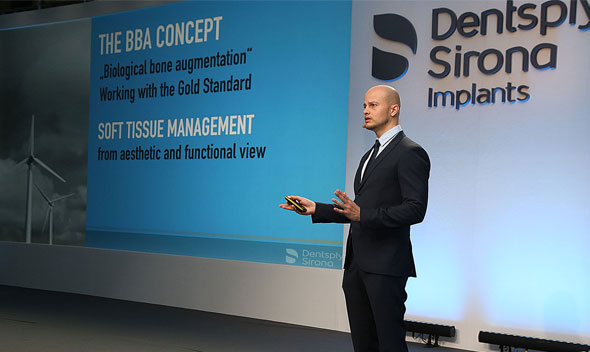 THE BBA CONCEPT
„Biological bone augmentation“
Working with the Gold Standard
SOFT TISSUE MANAGEMENT
from aesthetic and functional view
Dentsply
Sirona
Dentsply
Sirona
Implants